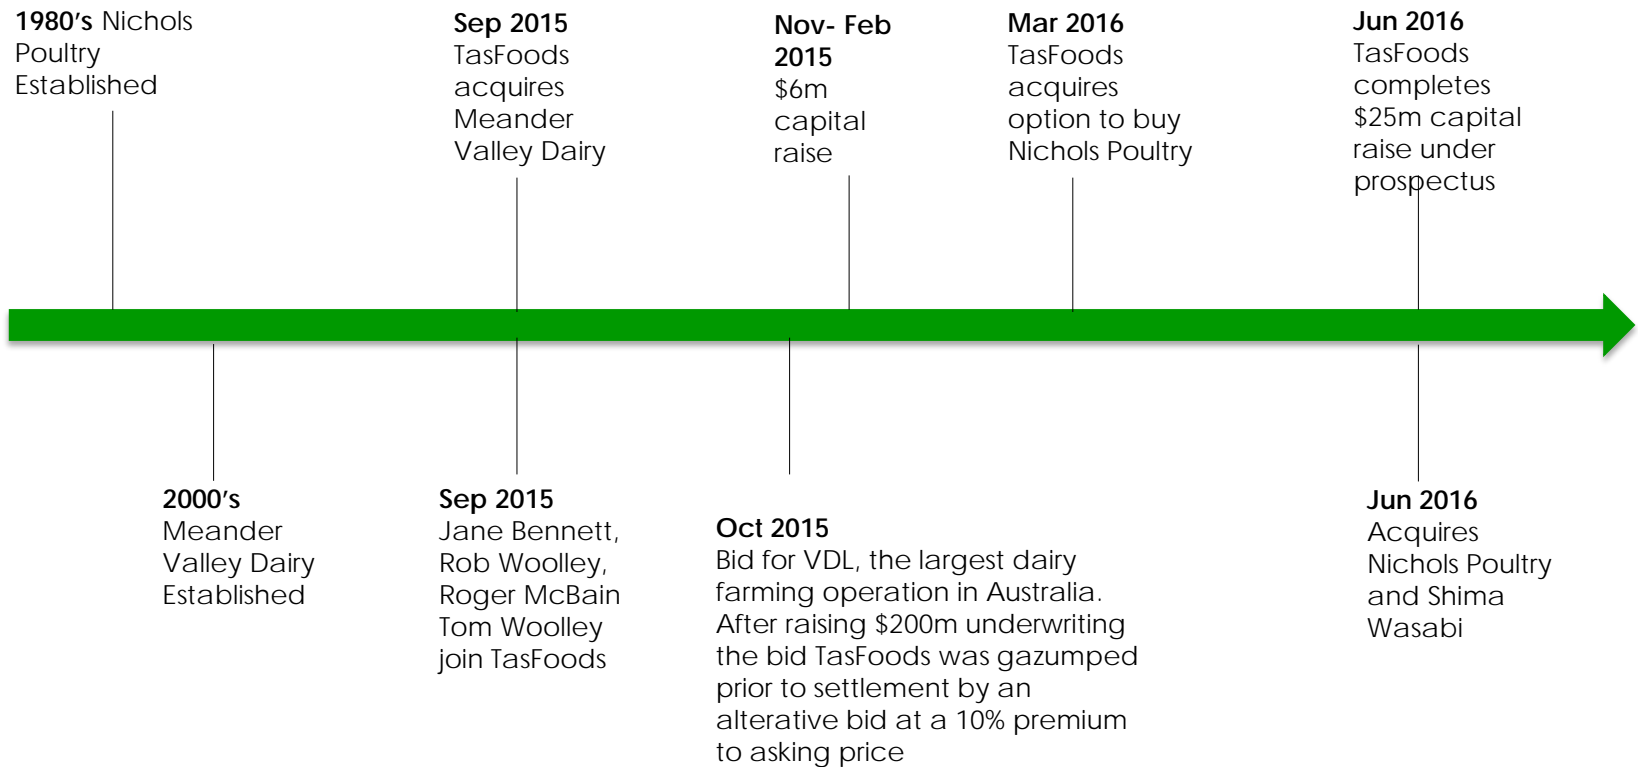 1980's Nichols
Poultry
Established
Sep 2015
TasFoods
acquires
Meander
Valley Dairy
Nov- Feb
2015
$6m
capital
raise
Mar 2016
TasFoods
acquires
option to buy
Nichols Poultry
Jun 2016
TasFoods
completes
$25m capital
raise under
prospectus
2000's
Meander
Valley Dairy
Established
Sep 2015
Jane Bennett,
Rob Woolley,
Roger McBain
Tom Woolley
join TasFoods
Oct 2015
Bid for VDL, the largest dairy
farming operation in Australia.
After raising $200m underwriting
the bid TasFoods was gazumped
prior to settlement by an
alterative bid at a 10% premium
to asking price
Jun 2016
Acquires
Nichols Poultry
and Shima
Wasabi